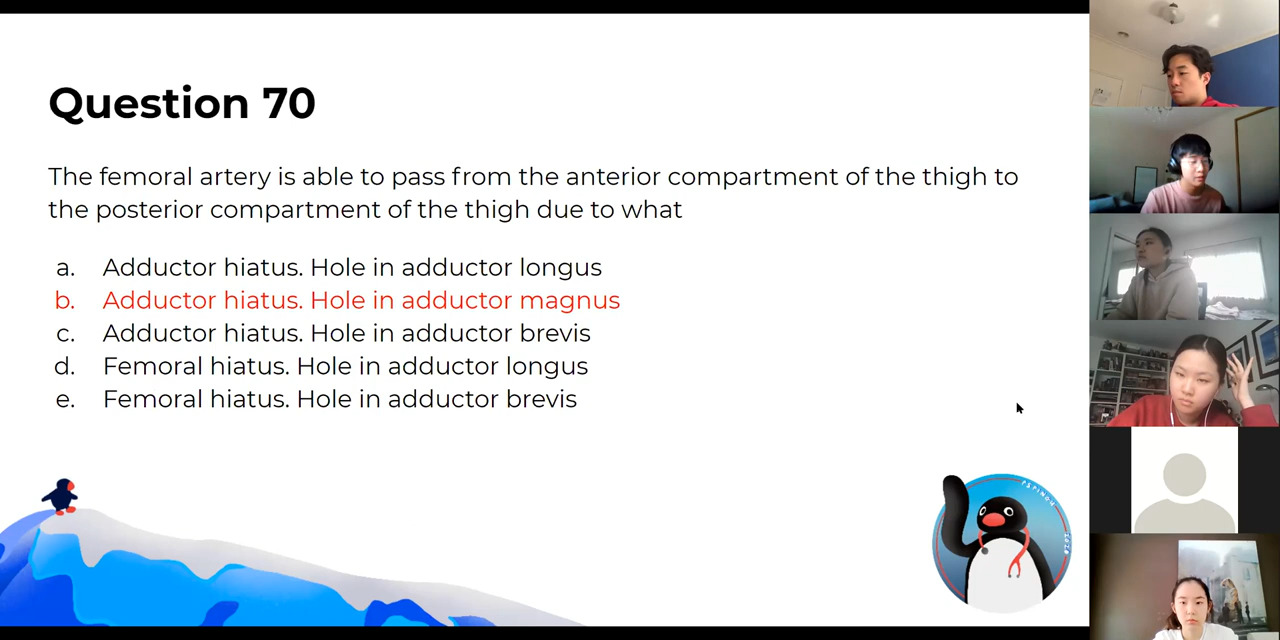 Question 70
The femoral artery is able to pass from the anterior compartment of the thigh to
the posterior compartment of the thigh due to what
a. Adductor hiatus. Hole in adductor longus
b. Adductor hiatus. Hole in adductor magnus
c. Adductor hiatus. Hole in adductor brevis
d. Femoral hiatus. Hole in adductor longus
e. Femoral hiatus. Hole in adductor brevis